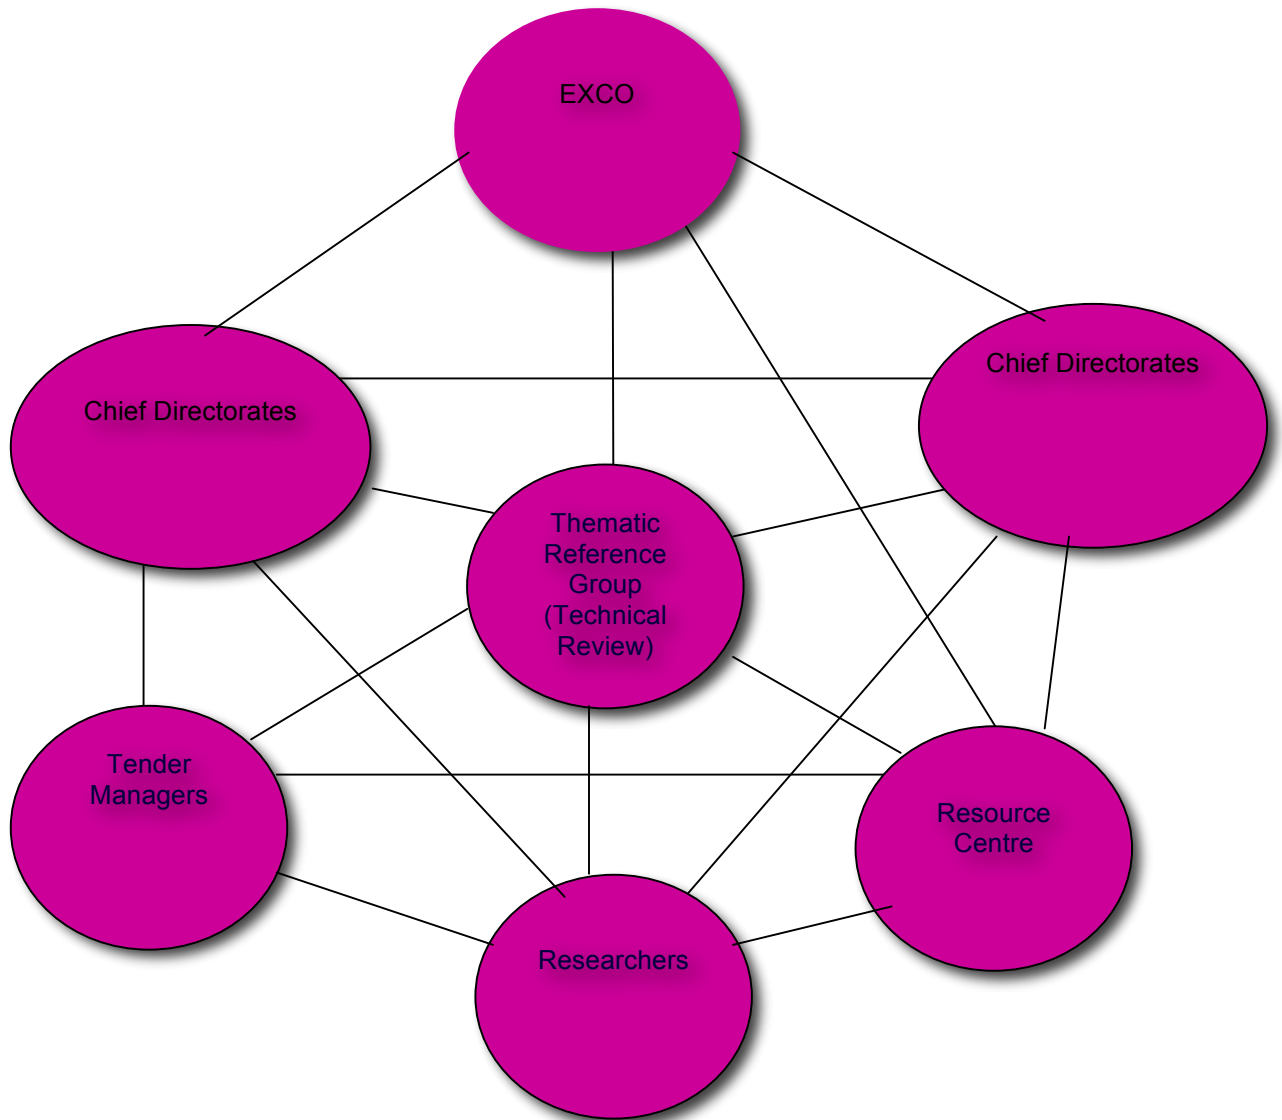 EXCO
Chief Directorates
Chief Directorates
Thematic
Reference
Group
(Technical
Review)
Tender
Managers
Resource
Centre
Researchers